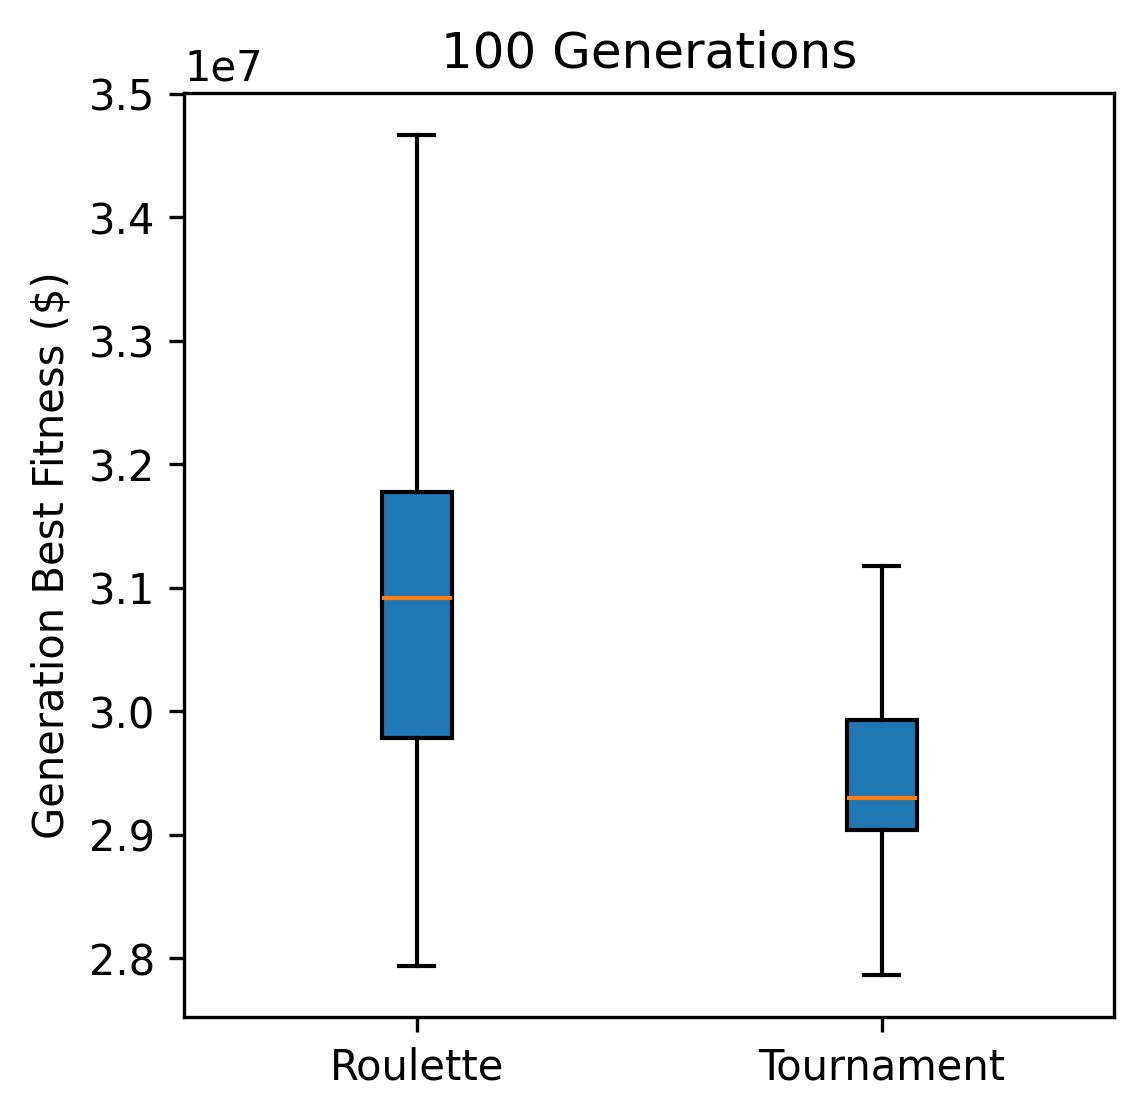 100 Generations
1e7
3.5
3.4
3.3
3.2
3.1
3.0
2.9
2.8
Generation Best Fitness ($)
Roulette
Tournament